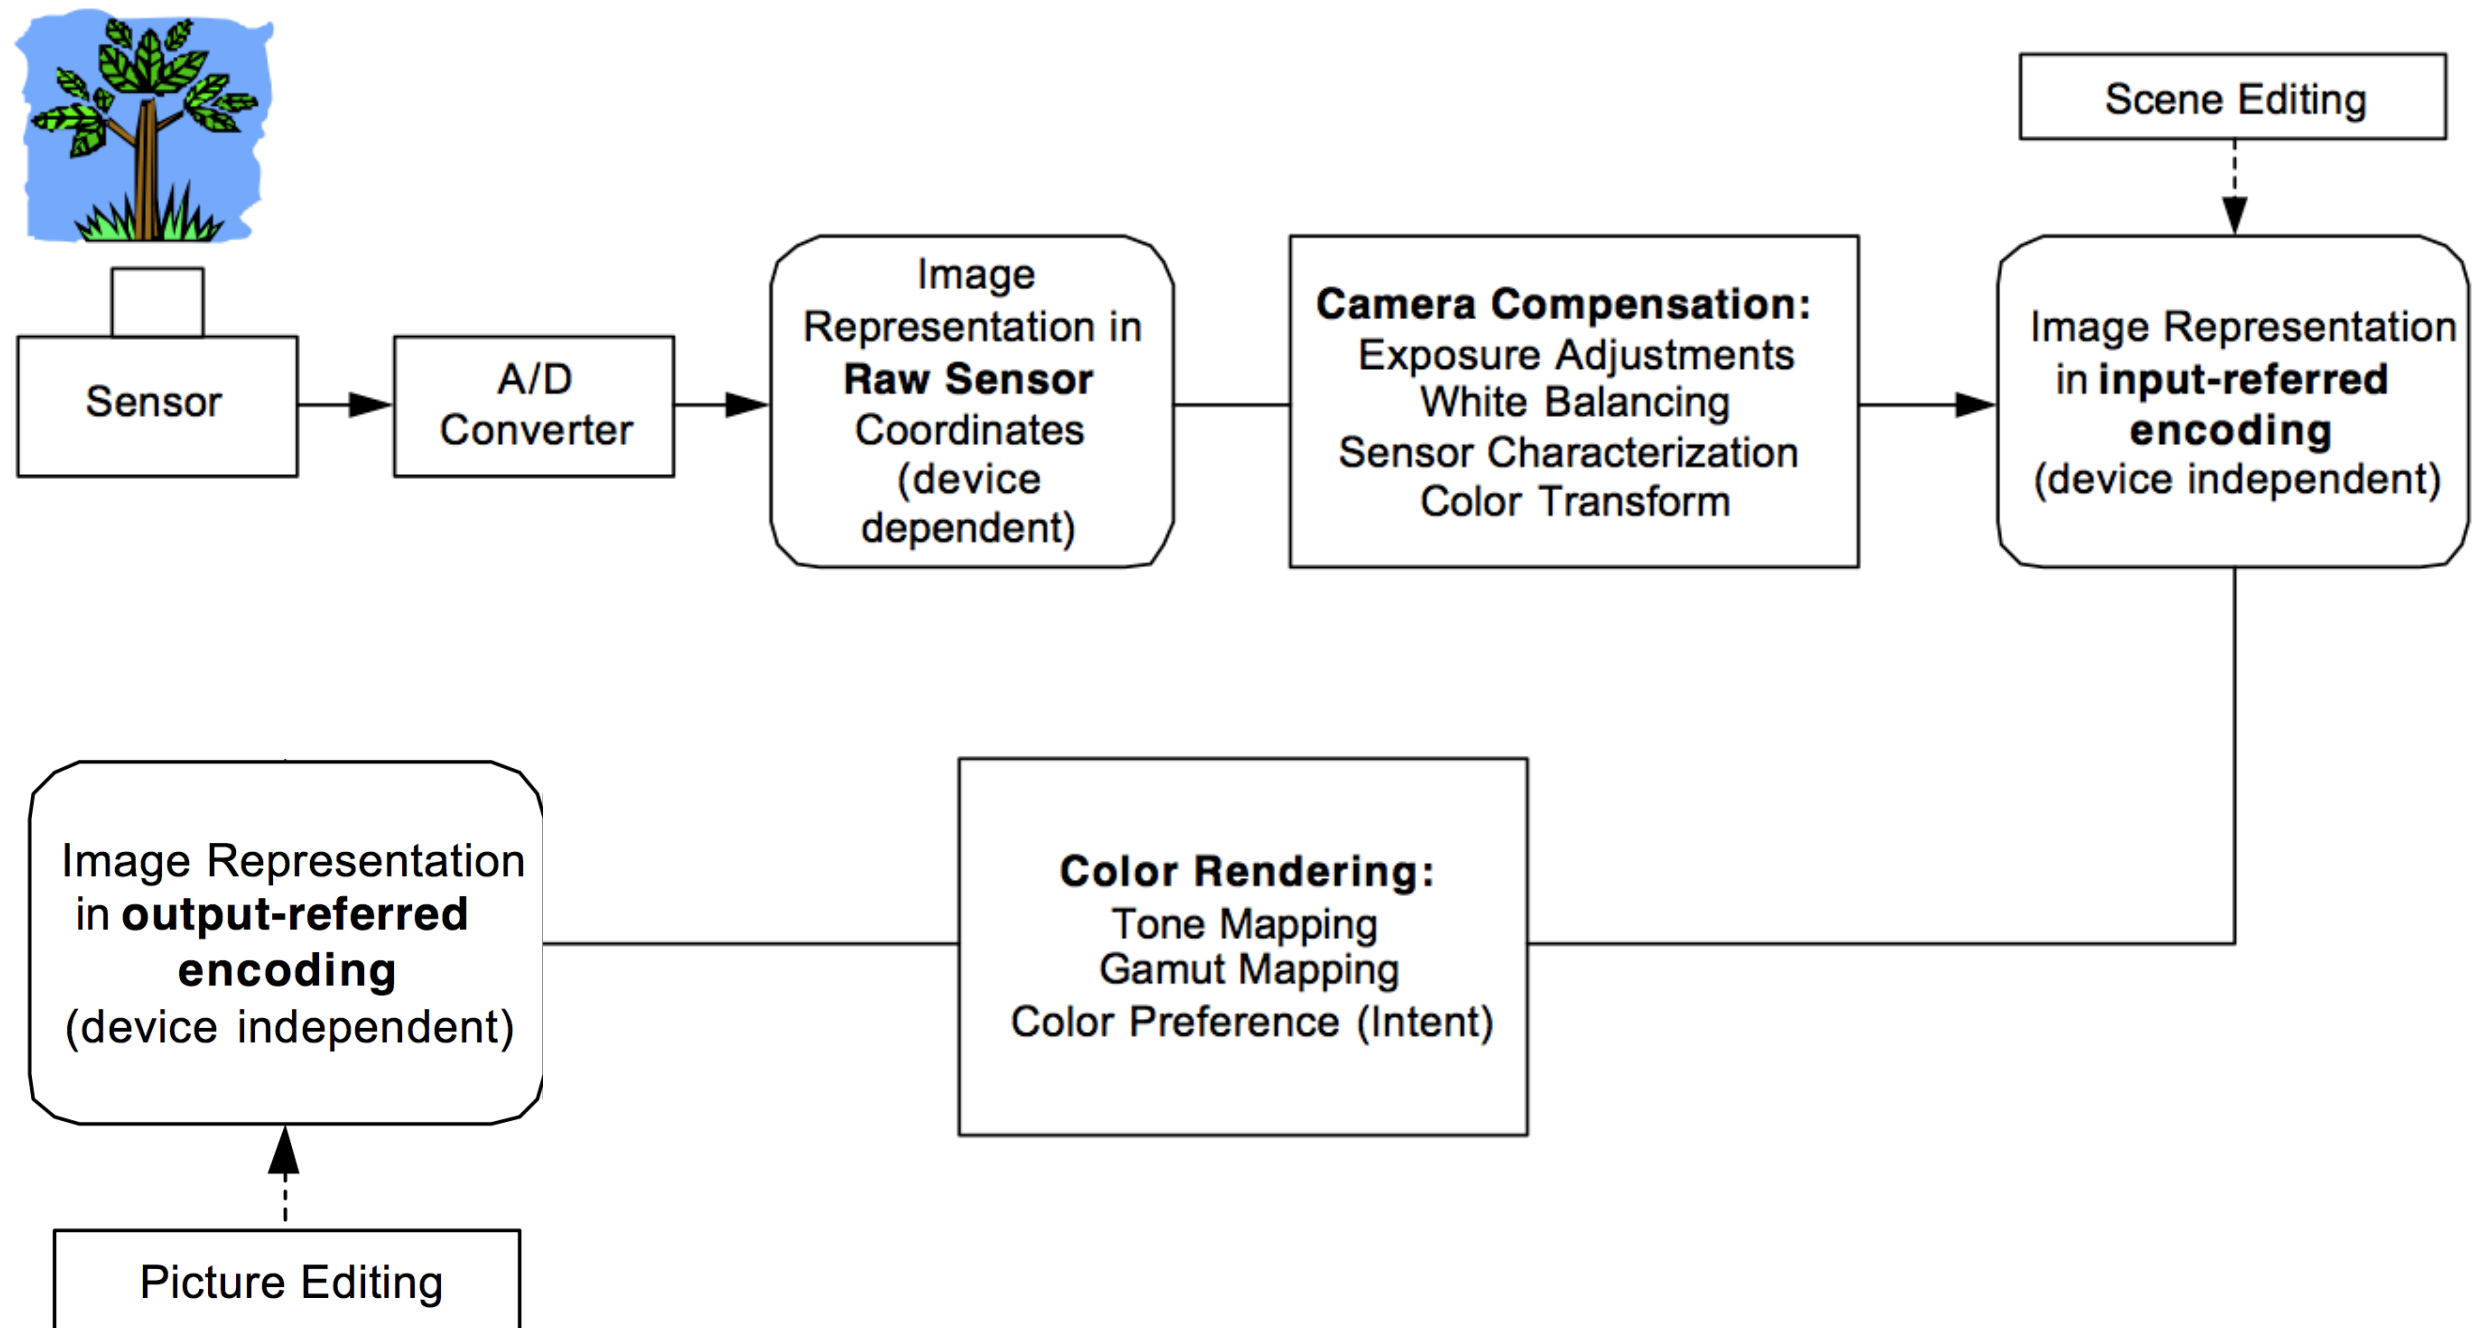 Scene Editing
Sensor
A/D
Converter
Image
Representation in
Raw Sensor
Coordinates
(device
dependent)
Camera Compensation:
Exposure Adjustments
White Balancing
Sensor Characterization
Color Transform
Image Representation
in input-referred
encoding
(device independent)
Image Representation
in output-referred
encoding
(device independent)
Color Rendering:
Tone Mapping
Gamut Mapping
Color Preference (Intent)
Picture Editing